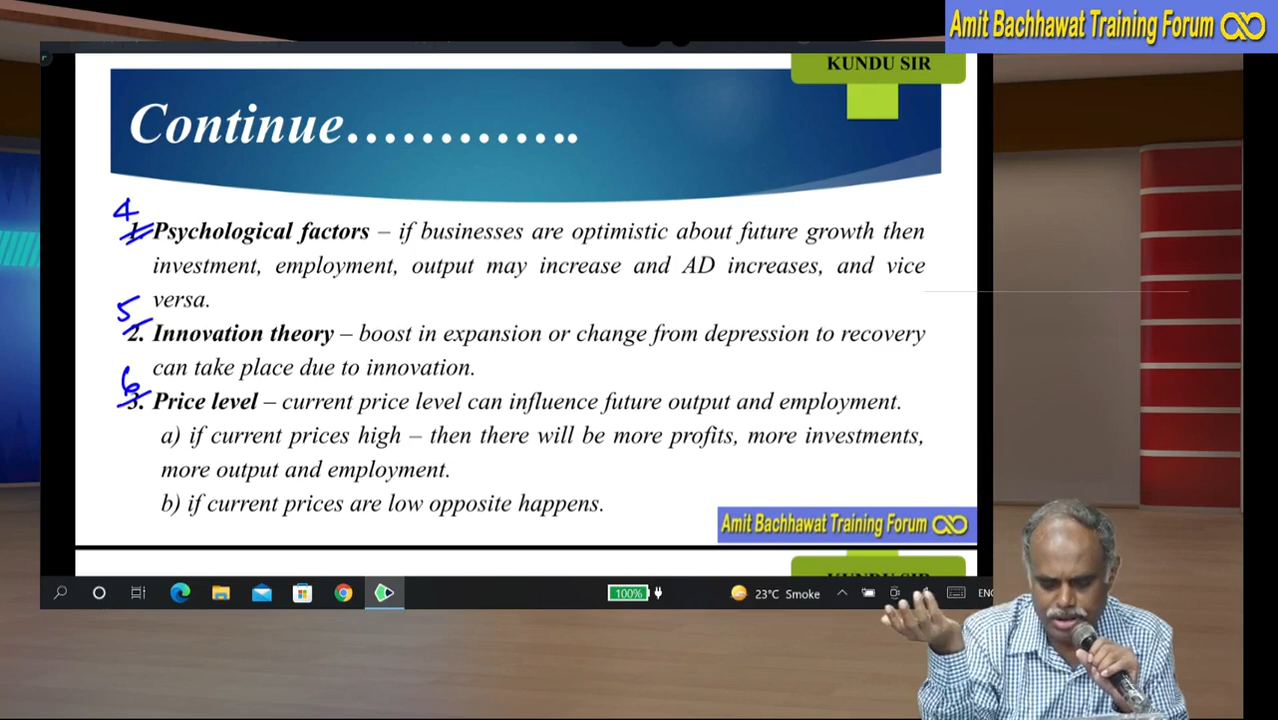 Amit Bachhawat Training Forum
KUNDU SIR
Continue………….
4
1. Psychological factors – if businesses are optimistic about future growth then
investment, employment, output may increase and AD increases, and vice
versa.
5
2. Innovation theory – boost in expansion or change from depression to recovery
can take place due to innovation.
6
3. Price level – current price level can influence future output and employment.
a) if current prices high – then there will be more profits, more investments,
more output and employment.
b) if current prices are low opposite happens.
Amit Bachhawat Training Forum
KUNDU SIR
100%
23°C Smoke
ENG